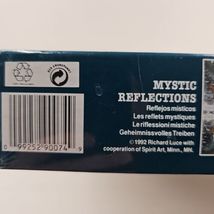 MYSTIC
REFLECTIONS
Reflejos místicos
Les reflets mystiques
Le riflessioni mistiche
Geheimnissvolles Treiben
©1992 Richard Luce with
cooperation of Spirit Art, Minn., MN.
0 99252 90074 9